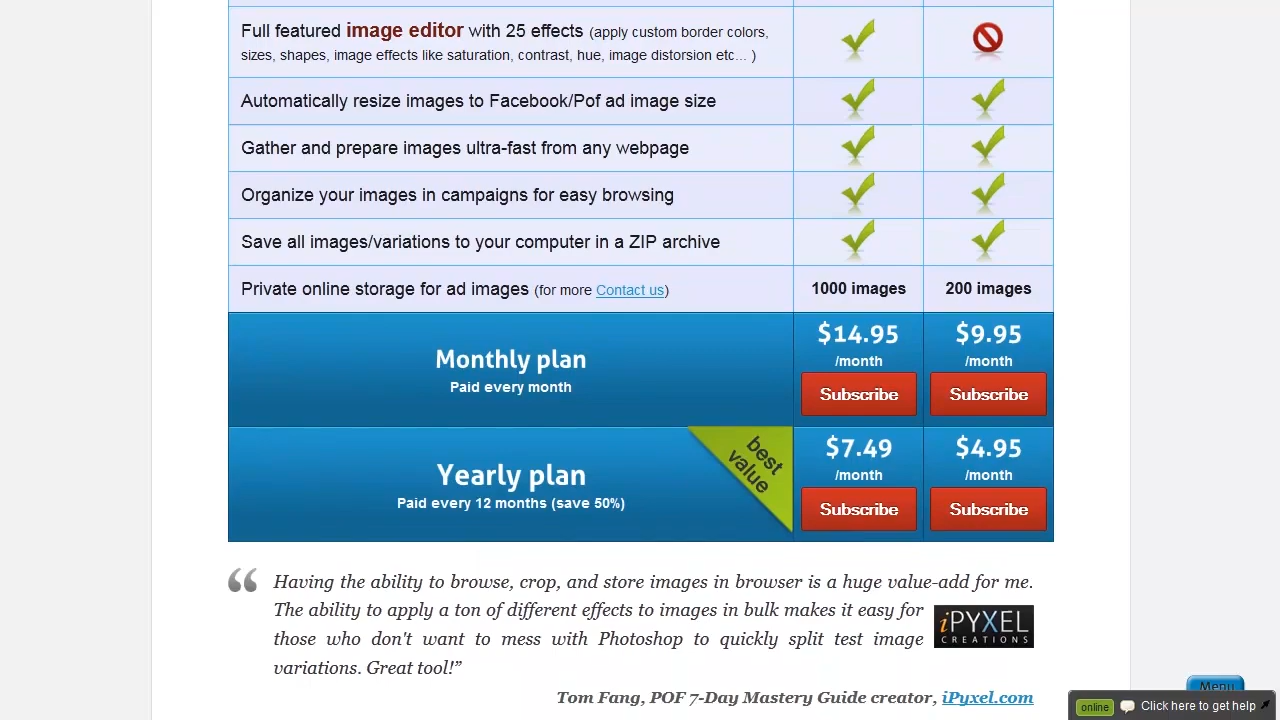 Full featured image editor with 25 effects (apply custom border colors,
sizes, types, image effects like saturation, contrast, hue, image distorsion etc... )
Automatically resize images to Facebook/Pof ad image size
Gather and prepare images ultra-fast from any webpage
Organize your images in campaigns for easy browsing
Save all images/variations to your computer in a ZIP archive
Private online storage for ad images (for more Contact us) 1000 images 200 images
Monthly plan
Paid every month
$14.95 $9.95
/month /month
Subscribe Subscribe
Yearly plan
Paid every 12 months (save 50%)
best
value
$7.49 $4.95
/month /month
Subscribe Subscribe
“ Having the ability to browse, crop, and store images in browser is a huge value-add for me.
The ability to apply a ton of different effects to images in bulk makes it easy for
those who don't want to mess with Photoshop to quickly split test image
variations. Great tool!”
iPYXEL
CREATIONS
Tom Fang, POF 7-Day Mastery Guide creator, iPyxel.com
Menu
online Click here to get help